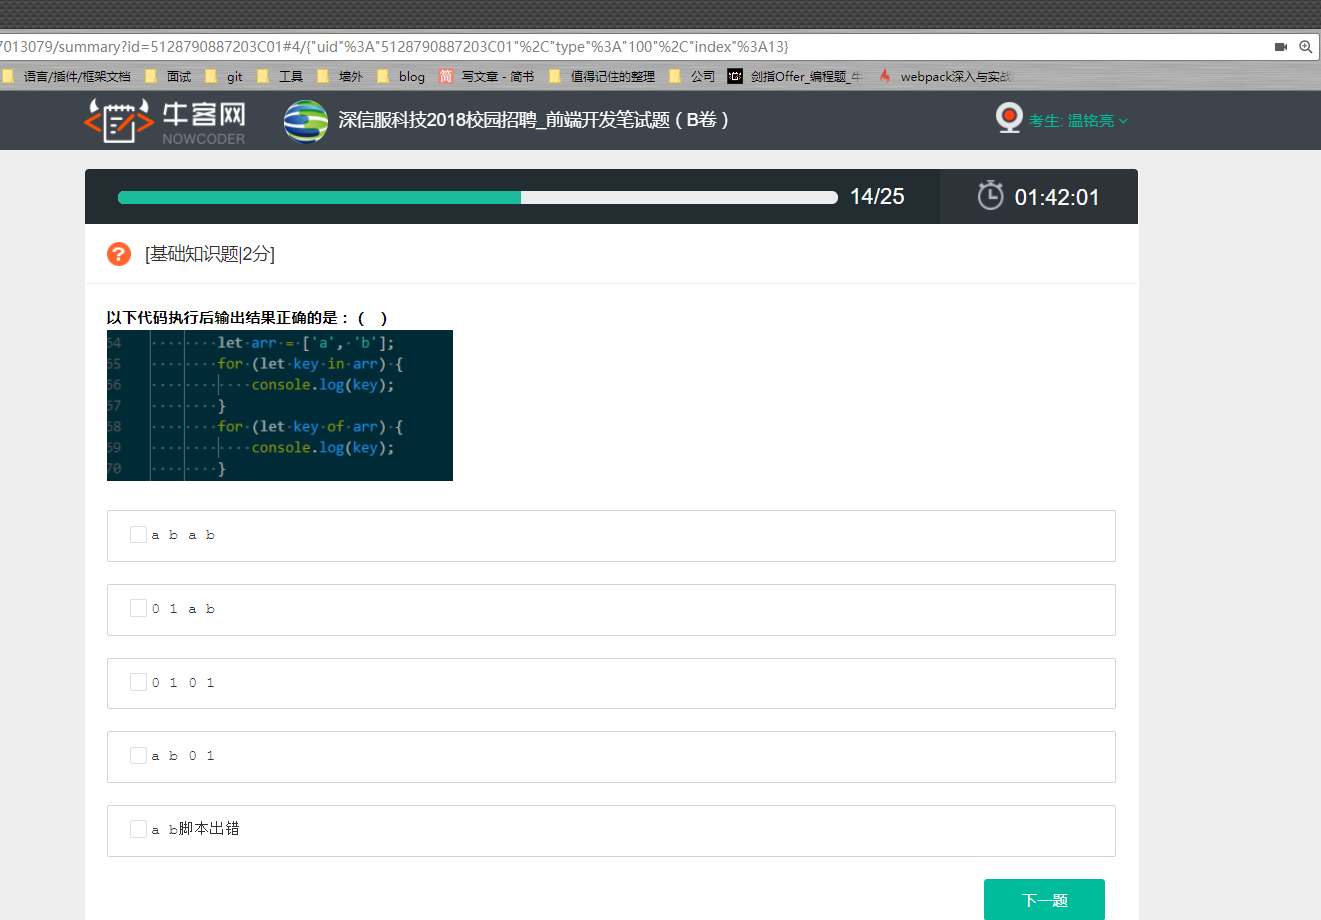 7013079/summary?id=5128790887203C01#4/{"uid"%3A"5128790887203C01"%2C"type"%3A"100"%2C"index"%3A13}
语言/插件/框架文档 面试 git 工具 墙外 blog 简 写文章 - 简书 值得记住的整理 公司 剑指Offer_编程题_牛 webpack深入与实战
牛客网 NOWCODER 深信服科技2018校园招聘_前端开发笔试题（B卷） 考生: 温铭亮
14/25 01:42:01
? [基础知识题|2分]
以下代码执行后输出结果正确的是：（ ）
64 let arr = ['a', 'b'];
65 for (let key in arr) {
66 console.log(key);
67 }
68 for (let key of arr) {
69 console.log(key);
70 }
a b a b
0 1 a b
0 1 0 1
a b 0 1
a b脚本出错
下一题